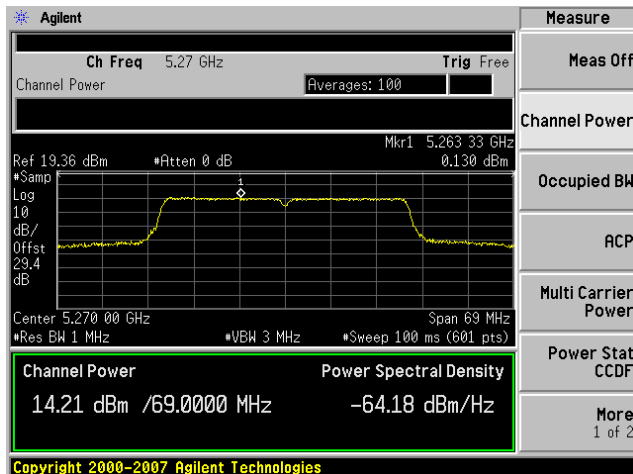 Agilent
Measure
Ch Freq 5.27 GHz Trig Free
Channel Power Averages: 100
Mkr1 5.263 33 GHz
Ref 19.36 dBm #Atten 0 dB 0.130 dBm
#Samp
Log
10
dB/
Offst
29.4
dB
1
Center 5.270 00 GHz Span 69 MHz
#Res BW 1 MHz #VBW 3 MHz #Sweep 100 ms (601 pts)
Channel Power Power Spectral Density
14.21 dBm /69.0000 MHz -64.18 dBm/Hz
Copyright 2000-2007 Agilent Technologies
Meas Off
Channel Power
Occupied BW
ACP
Multi Carrier
Power
Power Stat
CCDF
More
1 of 2